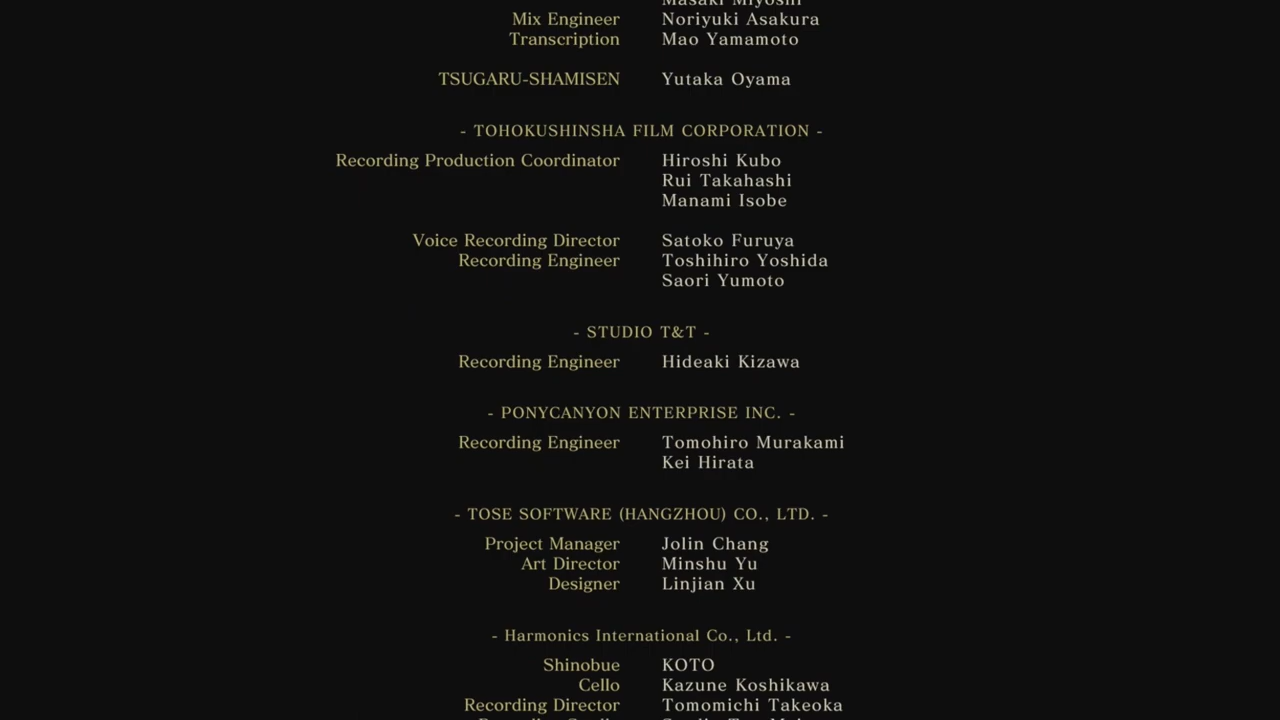 Masaki Miyoshi
Mix Engineer Noriyuki Asakura
Transcription Mao Yamamoto
TSUGARU-SHAMISEN Yutaka Oyama
- TOHOKUSHINSHA FILM CORPORATION -
Recording Production Coordinator Hiroshi Kubo
Rui Takahashi
Manami Isobe
Voice Recording Director Satoko Furuya
Recording Engineer Toshihiro Yoshida
Saori Yumoto
- STUDIO T&T -
Recording Engineer Hideaki Kizawa
- PONYCANYON ENTERPRISE INC. -
Recording Engineer Tomohiro Murakami
Kei Hirata
- TOSE SOFTWARE (HANGZHOU) CO., LTD. -
Project Manager Jolin Chang
Art Director Minshu Yu
Designer Linjian Xu
- Harmonics International Co., Ltd. -
Shinobue KOTO
Cello Kazune Koshikawa
Recording Director Tomomichi Takeoka